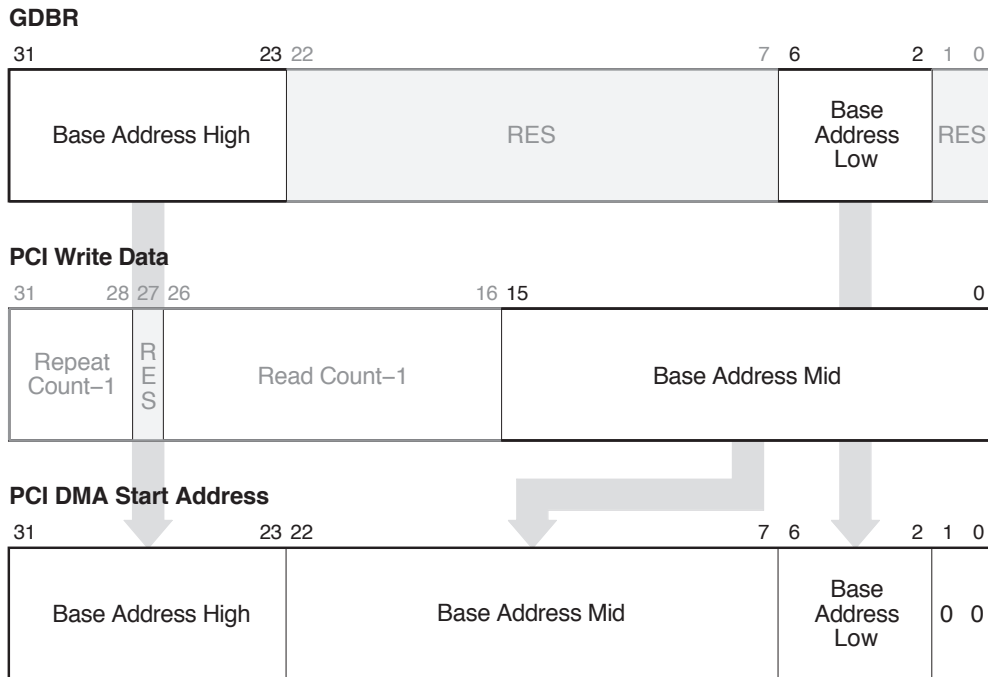 GDBR
31 23 22 7 6 2 1 0
Base Address High RES Base Address Low RES
PCI Write Data
31 28 27 26 16 15 0
Repeat Count–1 RES Read Count–1 Base Address Mid
PCI DMA Start Address
31 23 22 7 6 2 1 0
Base Address High Base Address Mid Base Address Low 0 0